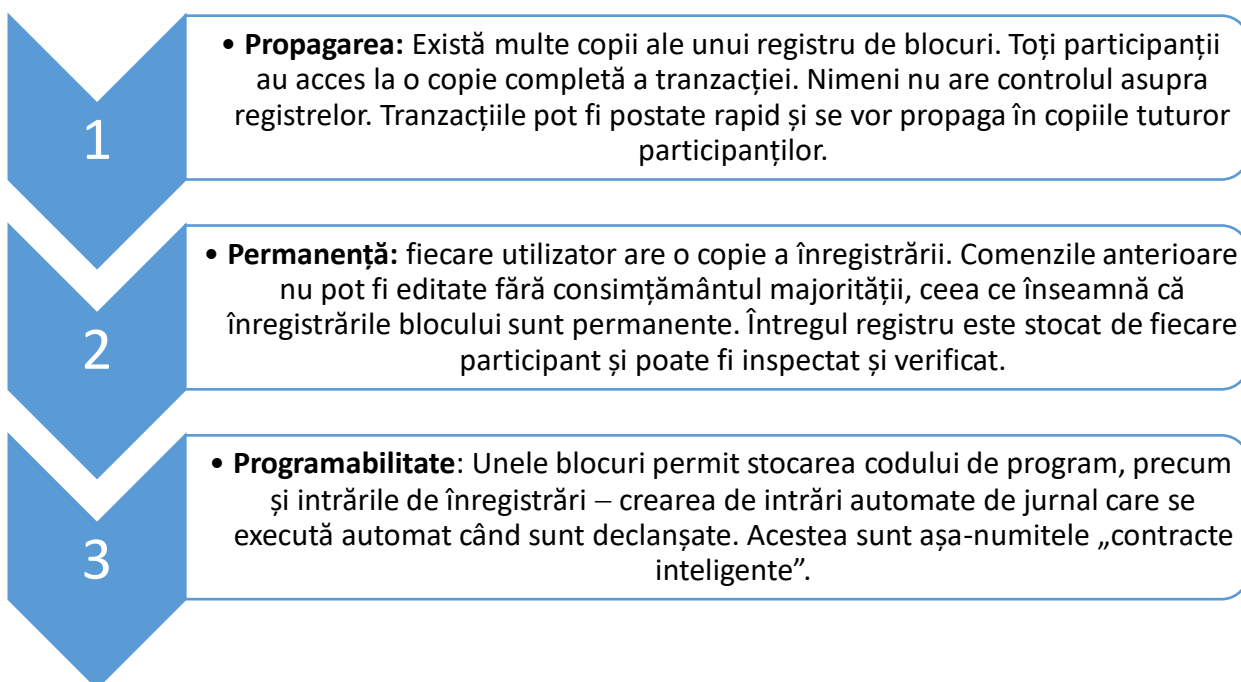 1
• Propagarea: Există multe copii ale unui registru de blocuri. Toți participanții
au acces la o copie completă a tranzacției. Nimeni nu are controlul asupra
registrelor. Tranzacțiile pot fi postate rapid și se vor propaga în copiile tuturor
participanților.
2
• Permanență: fiecare utilizator are o copie a înregistrării. Comenzile anterioare
nu pot fi editate fără consimțământul majorității, ceea ce înseamnă că
înregistrările blocului sunt permanente. Întregul registru este stocat de fiecare
participant și poate fi inspectat și verificat.
3
• Programabilitate: Unele blocuri permit stocarea codului de program, precum
și intrările de înregistrări – crearea de intrări automate de jurnal care se
execută automat când sunt declanșate. Acestea sunt așa-numitele „contracte
inteligente”.